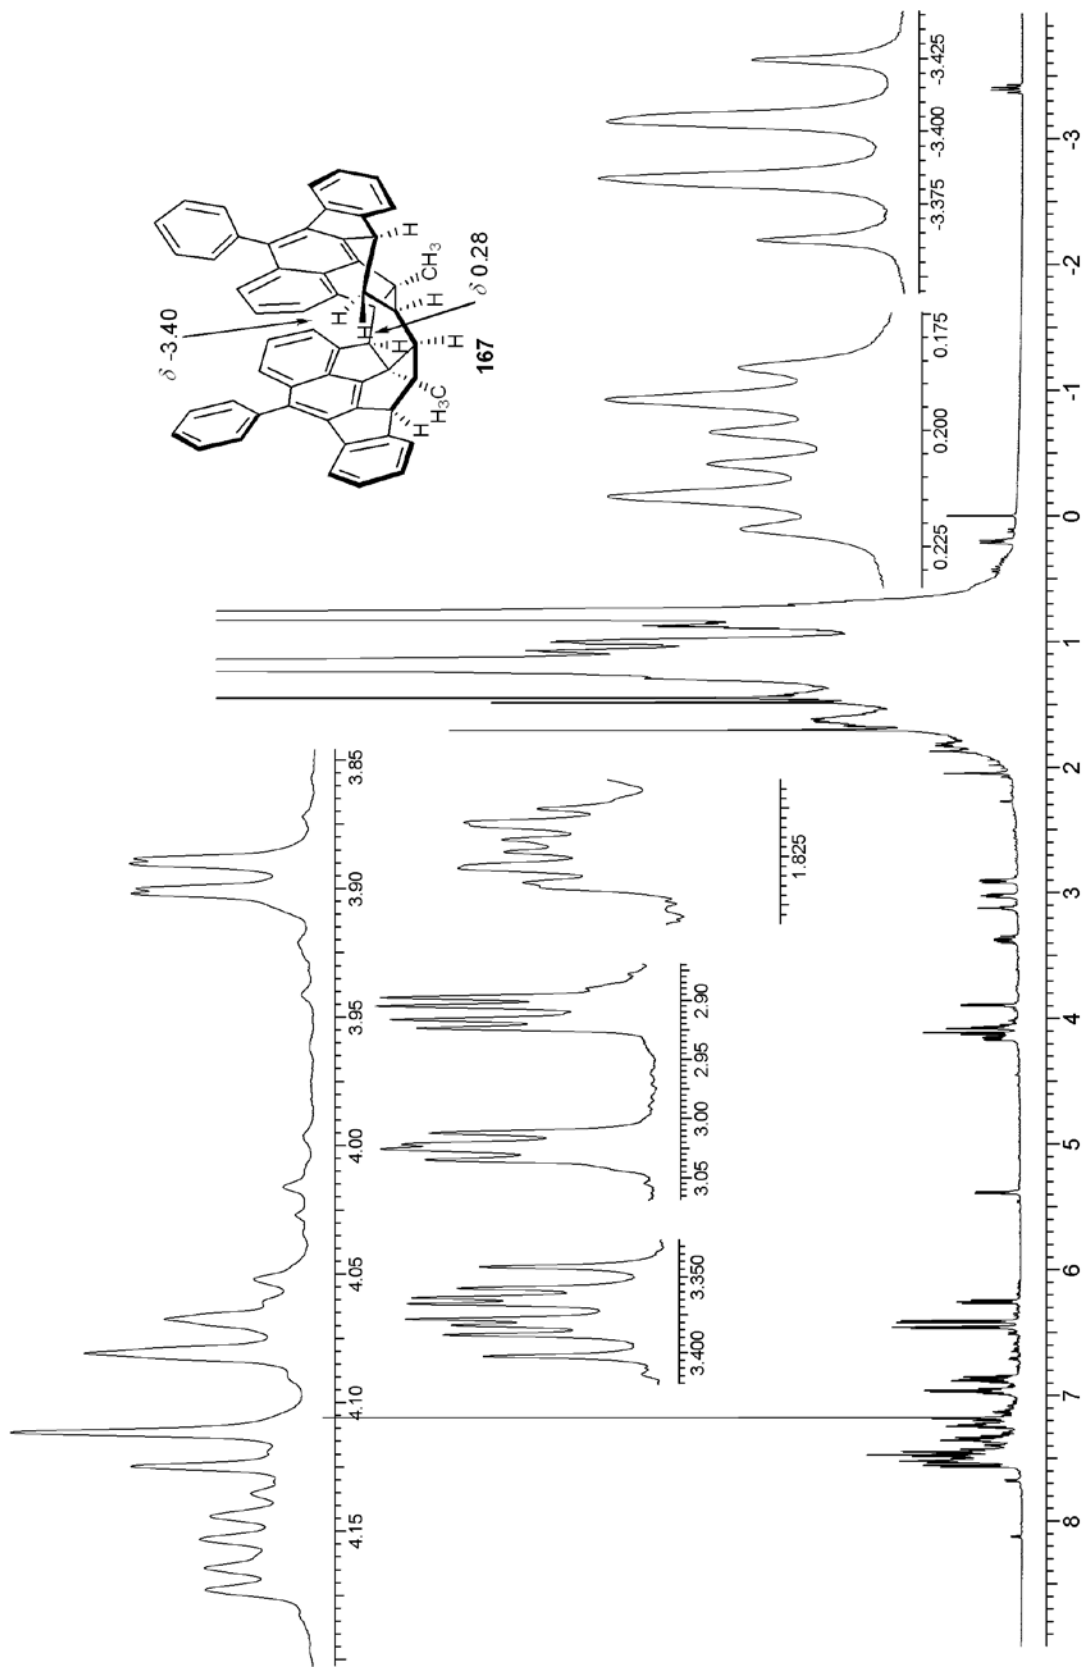 δ -3.40
H
H
H
CH₃
H
H
H
H₃C
H
δ 0.28
167
4.15 4.10 4.05 4.00 3.95 3.90 3.85
3.400 3.350
3.05 3.00 2.95 2.90
1.825
0.225 0.200 0.175
-3.375 -3.400 -3.425
8 7 6 5 4 3 2 1 0 -1 -2 -3